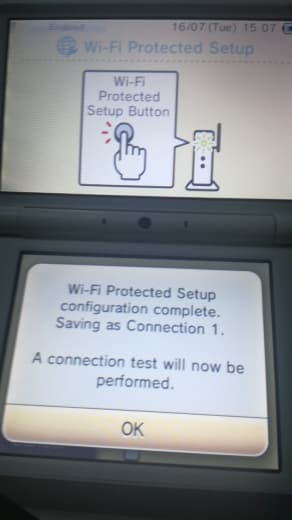 16/07 (Tue) 15 07
Wi-Fi Protected Setup
Wi-Fi
Protected
Setup Button
Wi-Fi Protected Setup
configuration complete.
Saving as Connection 1.
A connection test will now be
performed.
OK